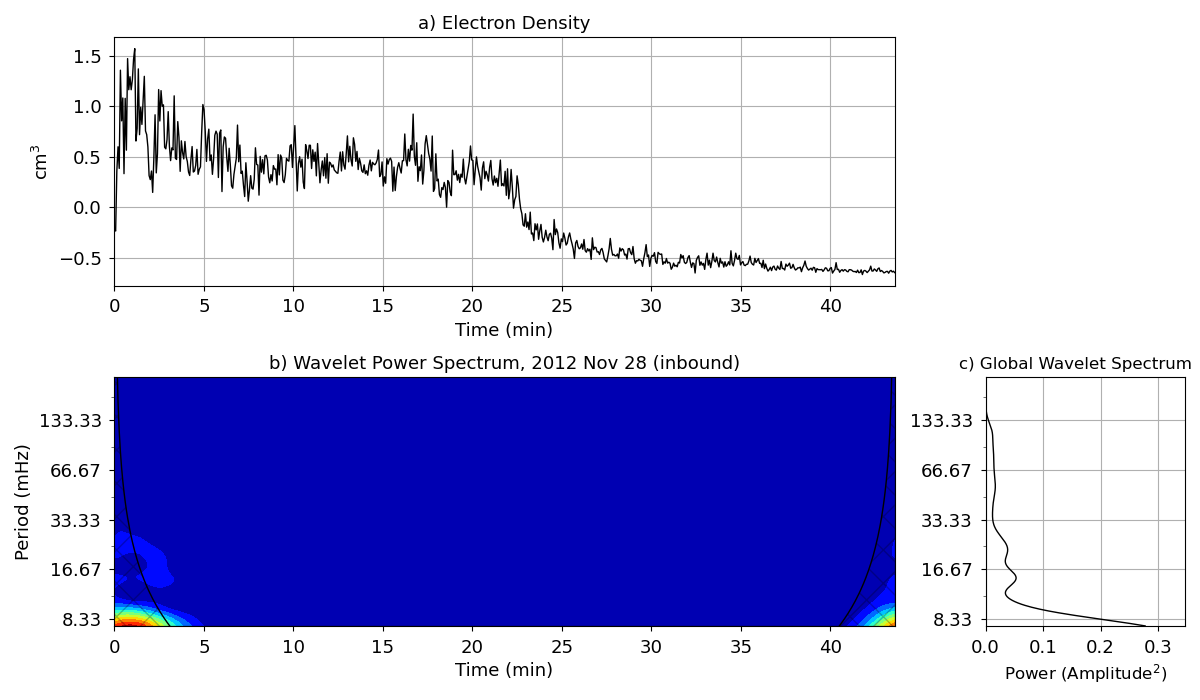 a) Electron Density
cm³
1.5
1.0
0.5
0.0
−0.5
0 5 10 15 20 25 30 35 40
Time (min)
b) Wavelet Power Spectrum, 2012 Nov 28 (inbound)
Period (mHz)
133.33
66.67
33.33
16.67
8.33
0 5 10 15 20 25 30 35 40
Time (min)
c) Global Wavelet Spectrum
133.33
66.67
33.33
16.67
8.33
0.0 0.1 0.2 0.3
Power (Amplitude²)